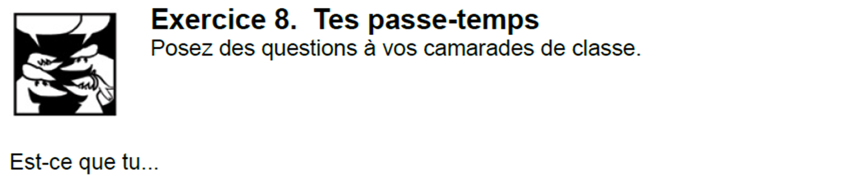 Exercice 8.  Tes passe-temps
Posez des questions à vos camarades de classe.
Est-ce que tu...